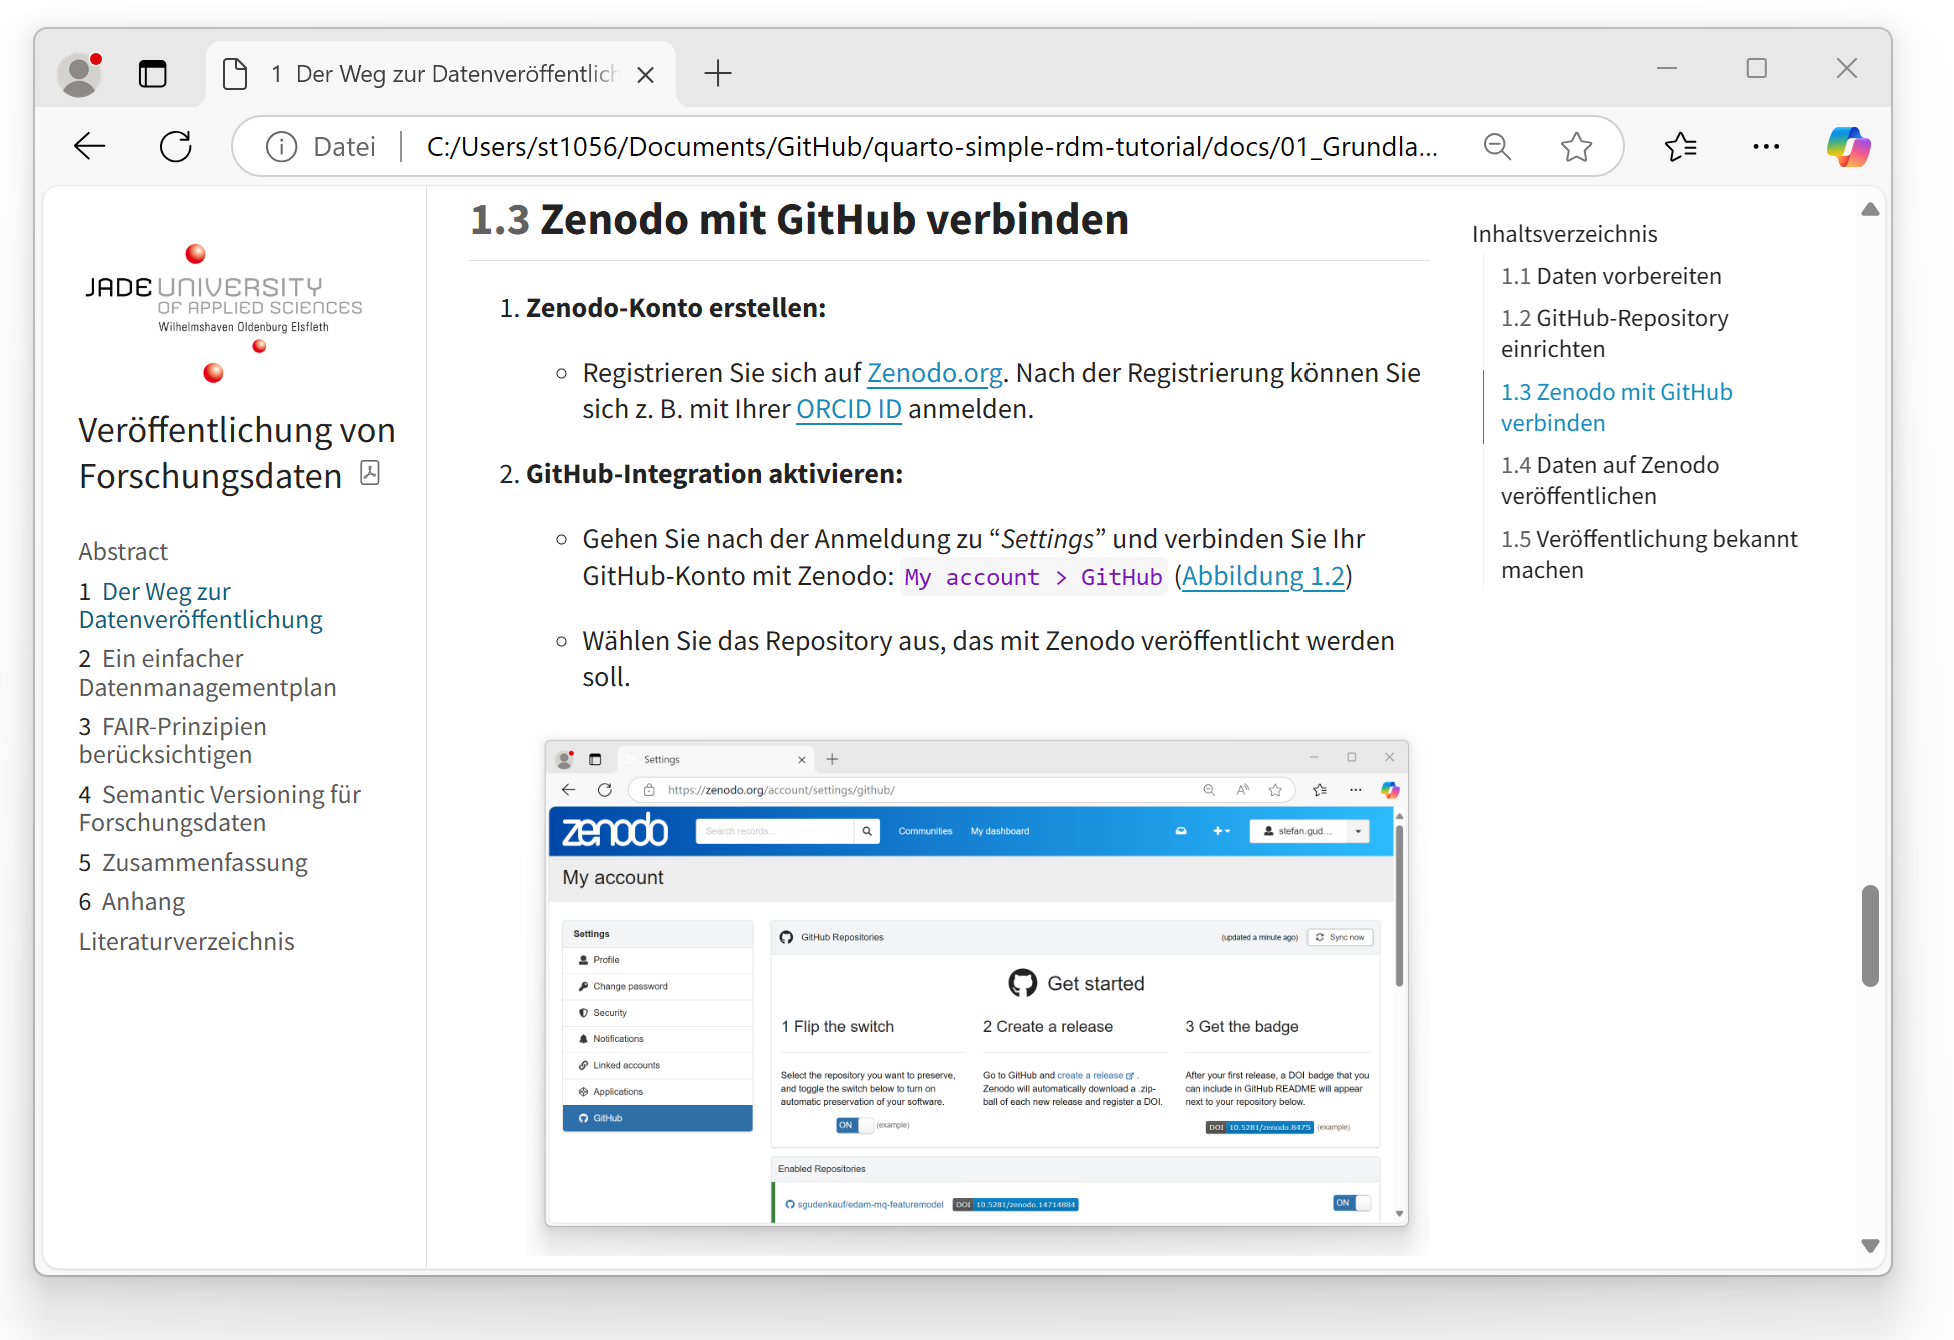 1 Der Weg zur Datenveröffentlich
Datei
C:/Users/st1056/Documents/GitHub/quarto-simple-rdm-tutorial/docs/01_Grundla...
JADE UNIVERSITY
OF APPLIED SCIENCES
Wilhelmshaven Oldenburg Elsfleth
Veröffentlichung von
Forschungsdaten
Abstract
1 Der Weg zur
Datenveröffentlichung
2 Ein einfacher
Datenmanagementplan
3 FAIR-Prinzipien
berücksichtigen
4 Semantic Versioning für
Forschungsdaten
5 Zusammenfassung
6 Anhang
Literaturverzeichnis
1.3 Zenodo mit GitHub verbinden
1. Zenodo-Konto erstellen:
Registrieren Sie sich auf Zenodo.org. Nach der Registrierung können Sie
sich z. B. mit Ihrer ORCID ID anmelden.
2. GitHub-Integration aktivieren:
Gehen Sie nach der Anmeldung zu “Settings” und verbinden Sie Ihr
GitHub-Konto mit Zenodo: My account > GitHub (Abbildung 1.2)
Wählen Sie das Repository aus, das mit Zenodo veröffentlicht werden
soll.
Settings
https://zenodo.org/account/settings/github/
zenodo
Search records...
Communities
My dashboard
stefan.gud...
My account
Settings
Profile
Change password
Security
Notifications
Linked accounts
Applications
GitHub
GitHub Repositories
(updated a minute ago)
Sync now
Get started
1 Flip the switch
Select the repository you want to preserve,
and toggle the switch below to turn on
automatic preservation of your software.
ON (example)
2 Create a release
Go to GitHub and create a release .
Zenodo will automatically download a .zip-
ball of each new release and register a DOI.
3 Get the badge
After your first release, a DOI badge that you
can include in GitHub README will appear
next to your repository below.
DOI 10.5281/zenodo.8475 (example)
Enabled Repositories
sgudenkauf/edam-mq-featuremodel DOI 10.5281/zenodo.14714884 ON
Inhaltsverzeichnis
1.1 Daten vorbereiten
1.2 GitHub-Repository
einrichten
1.3 Zenodo mit GitHub
verbinden
1.4 Daten auf Zenodo
veröffentlichen
1.5 Veröffentlichung bekannt
machen